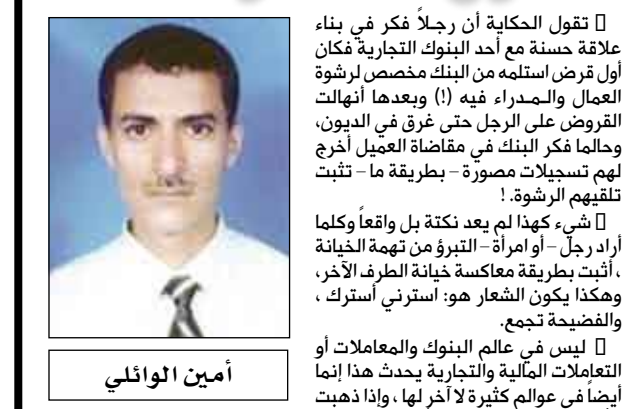 تقول الحكاية أن رجلاً فكر في بناء
علاقة حسنة مع أحد البنوك التجارية فكان
أول قرض استلمه من البنك مخصص لرشوة
العمال والمدراء فيه (!) وبعدها أنهالت
القروض على الرجل حتى غرق في الديون،
وحالما فكر البنك في مقاضاة العميل أخرج
لهم تسجيلات مصورة – بطريقة ما – تثبت
تلقيهم الرشوة. !
شيء كهذا لم يعد نكتة بل واقعاً وكلما
أراد رجل – أو امرأة – التبرؤ من تهمة الخيانة
، أثبت بطريقة معاكسة خيانة الطرف الآخر،
وهكذا يكون الشعار هو: استرني أسترك ،
والفضيحة تجمع.
ليس في عالم البنوك والمعاملات أو
التعاملات المالية والتجارية يحدث هذا إنما
أيضاً في عوالم كثيرة لا آخر لها ، وإذا ذهبت
أمين الوائلي